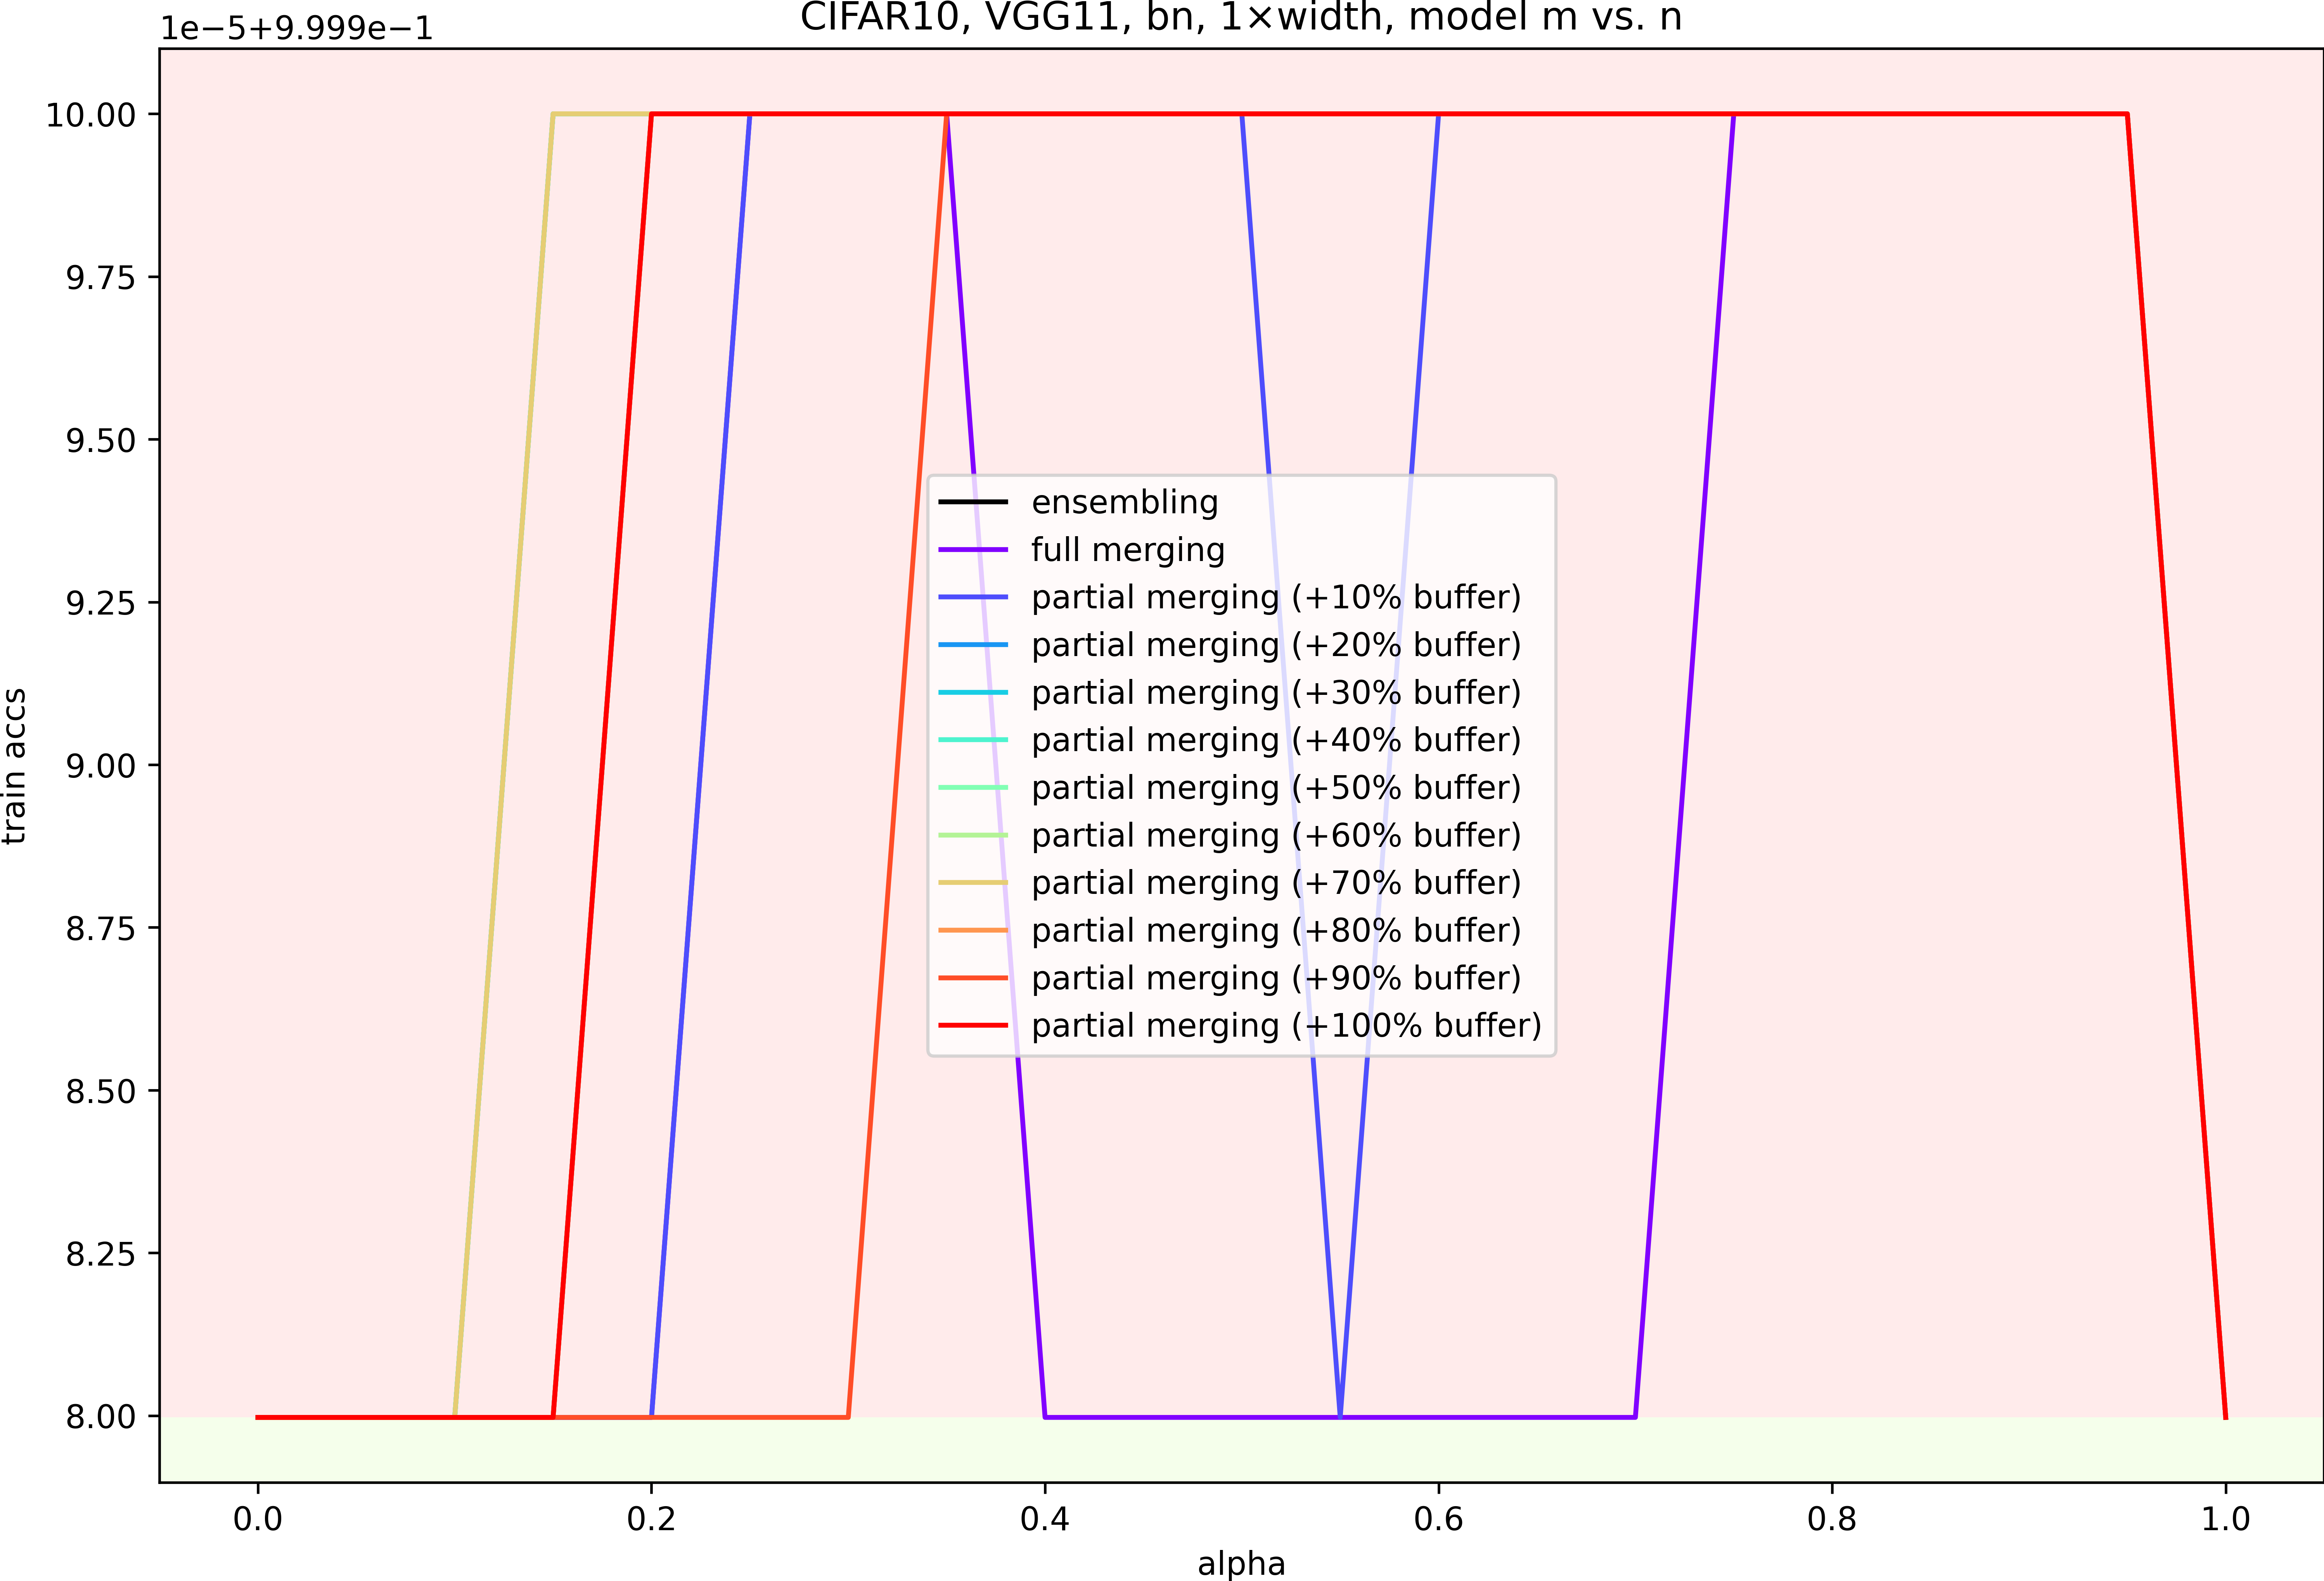 CIFAR10, VGG11, bn, 1×width, model m vs. n
1e−5+9.999e−1
10.00
9.75
9.50
9.25
9.00
8.75
8.50
8.25
8.00
train accs
ensembling
full merging
partial merging (+10% buffer)
partial merging (+20% buffer)
partial merging (+30% buffer)
partial merging (+40% buffer)
partial merging (+50% buffer)
partial merging (+60% buffer)
partial merging (+70% buffer)
partial merging (+80% buffer)
partial merging (+90% buffer)
partial merging (+100% buffer)
0.0 0.2 0.4 0.6 0.8 1.0
alpha